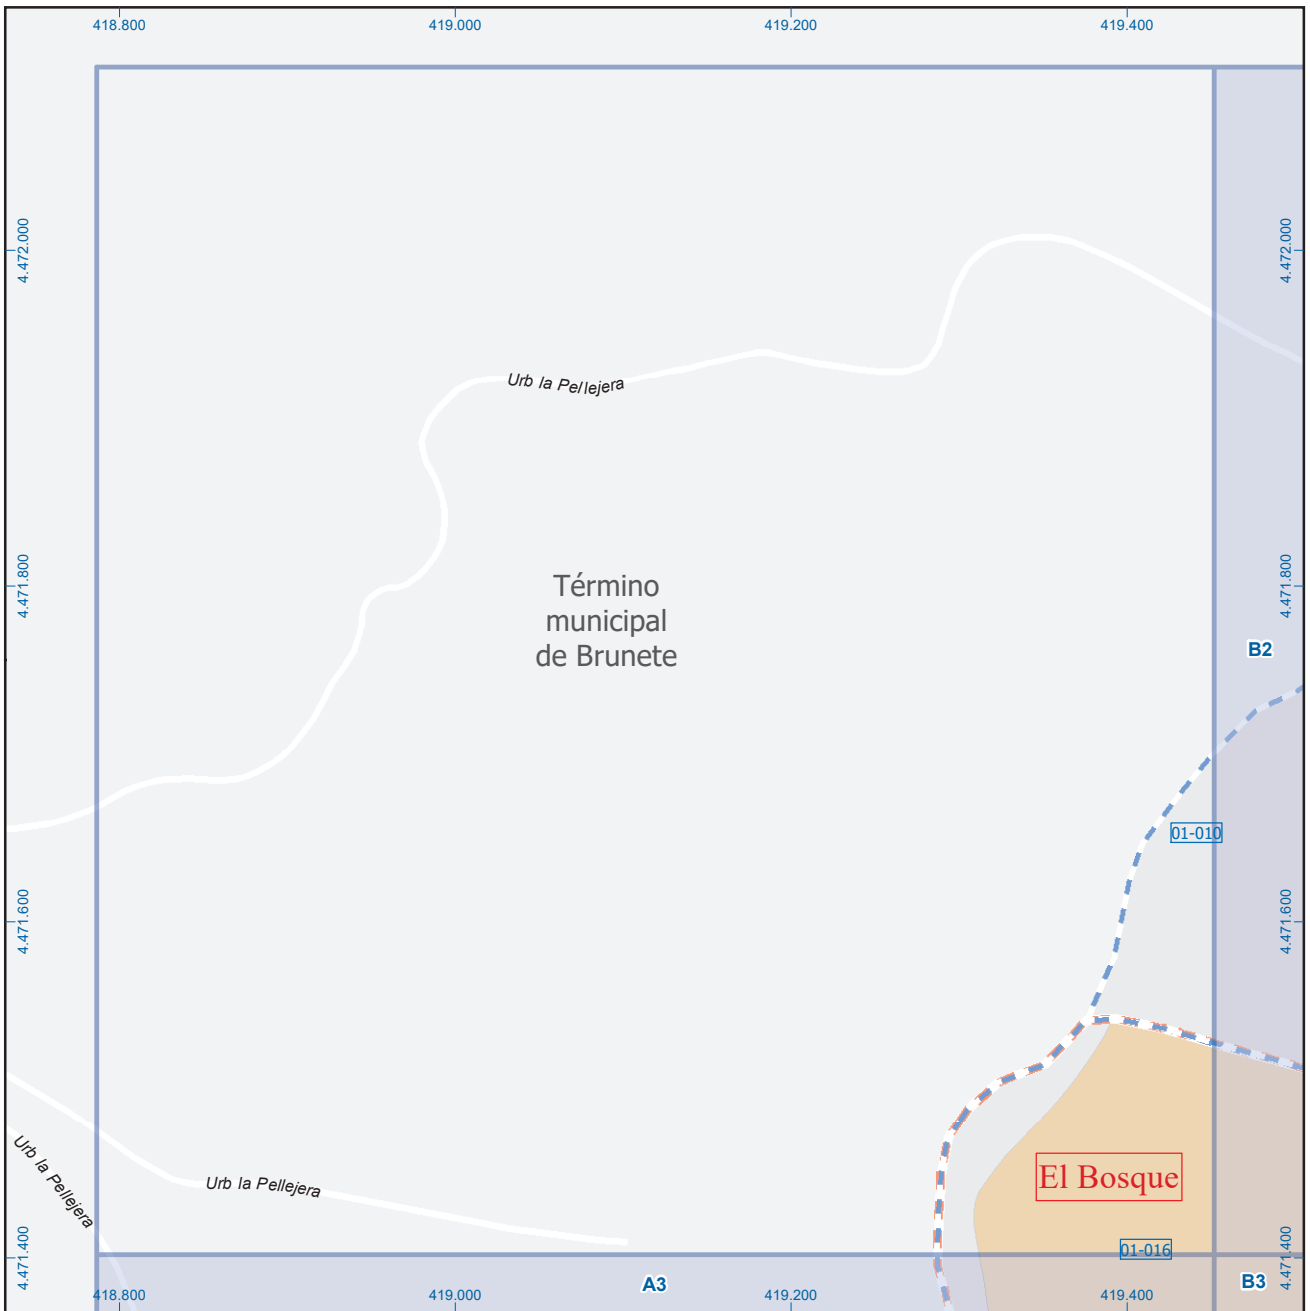 418.800
419.000
419.200
419.400
4.472.000
4.472.000
Urb la Pellejera
Término
municipal
de Brunete
4.471.800
4.471.800
B2
01-010
4.471.600
4.471.600
Urb la Pellejera
Urb la Pellejera
El Bosque
01-016
4.471.400
4.471.400
A3
B3
418.800
419.000
419.200
419.400